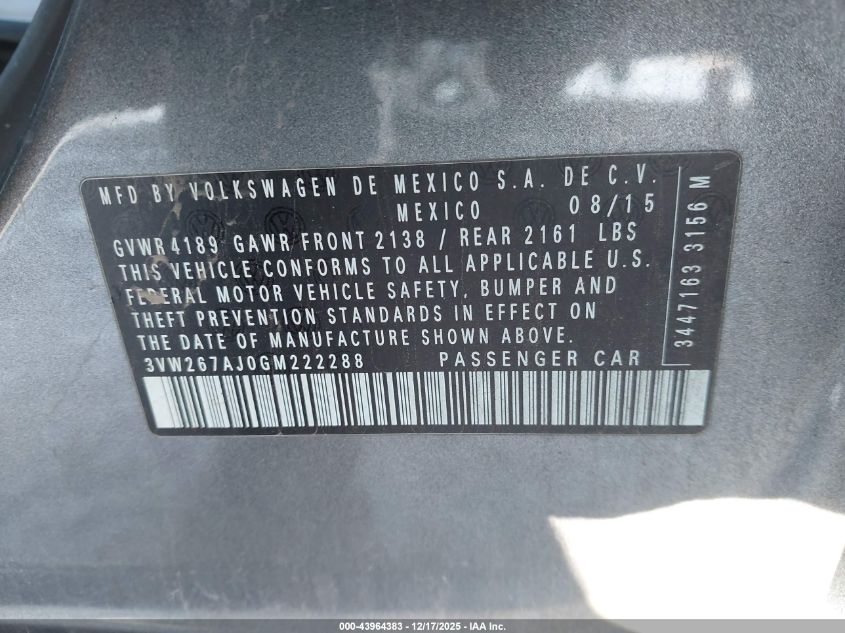 MFD BY VOLKSWAGEN DE MEXICO S.A. DE C.V.
MEXICO 08/15
GVWR 4189 GAWR FRONT 2138 / REAR 2161 LBS
THIS VEHICLE CONFORMS TO ALL APPLICABLE U.S.
FEDERAL MOTOR VEHICLE SAFETY, BUMPER AND
THEFT PREVENTION STANDARDS IN EFFECT ON
THE DATE OF MANUFACTURE SHOWN ABOVE.
3VW267AJ0GM222288 PASSENGER CAR
3447163 3156 M
000-43964383 - 12/17/2025 - IAA Inc.